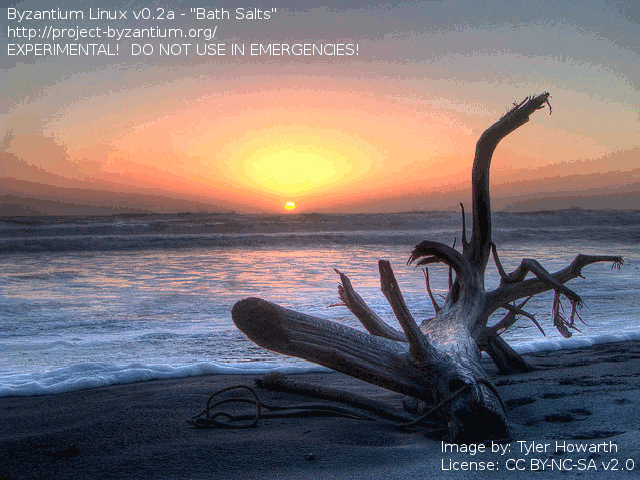 Byzantium Linux v0.2a - "Bath Salts"
http://project-byzantium.org/
EXPERIMENTAL!  DO NOT USE IN EMERGENCIES!
Image by: Tyler Howarth
License: CC BY-NC-SA v2.0